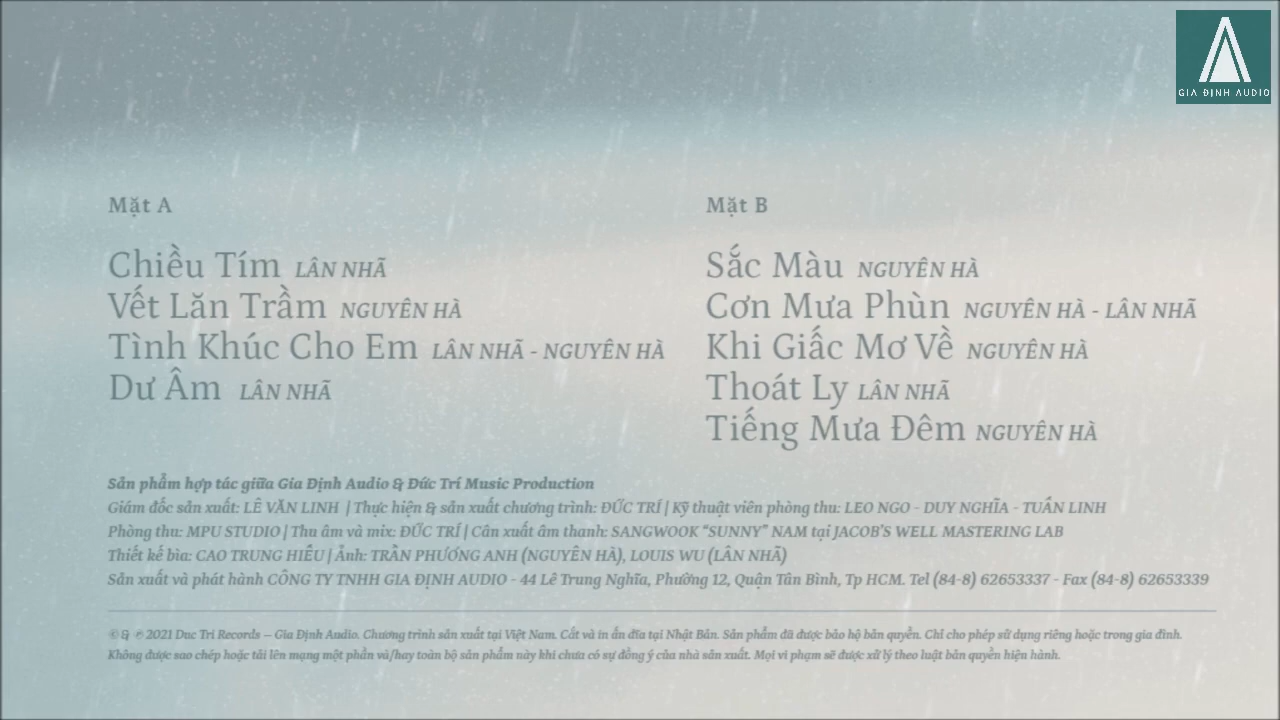 GIA ĐỊNH AUDIO
Mặt A
Chiều Tím LÂN NHÃ
Vết Lăn Trầm NGUYÊN HÀ
Tình Khúc Cho Em LÂN NHÃ - NGUYÊN HÀ
Dư Âm LÂN NHÃ
Mặt B
Sắc Màu NGUYÊN HÀ
Cơn Mưa Phùn NGUYÊN HÀ - LÂN NHÃ
Khi Giấc Mơ Về NGUYÊN HÀ
Thoát Ly LÂN NHÃ
Tiếng Mưa Đêm NGUYÊN HÀ
Sản phẩm hợp tác giữa Gia Định Audio & Đức Trí Music Production
Giám đốc sản xuất: LÊ VĂN LINH | Thực hiện & sản xuất chương trình: ĐỨC TRÍ | Kỹ thuật viên phòng thu: LEO NGO - DUY NGHĨA - TUẤN LINH
Phòng thu: MPU STUDIO | Thu âm và mix: ĐỨC TRÍ | Cân xuất âm thanh: SANGWOOK “SUNNY” NAM tại JACOB’S WELL MASTERING LAB
Thiết kế bìa: CAO TRUNG HIẾU | Ảnh: TRẦN PHƯƠNG ANH (NGUYÊN HÀ), LOUIS WU (LÂN NHÃ)
Sản xuất và phát hành CÔNG TY TNHH GIA ĐỊNH AUDIO - 44 Lê Trung Nghĩa, Phường 12, Quận Tân Bình, Tp HCM. Tel (84-8) 62653337 - Fax (84-8) 62653339
©& ℗ 2021 Duc Tri Records – Gia Định Audio. Chương trình sản xuất tại Việt Nam. Cắt và in ấn đĩa tại Nhật Bản. Sản phẩm đã được bảo hộ bản quyền. Chỉ cho phép sử dụng riêng hoặc trong gia đình.
Không được sao chép hoặc tải lên mạng một phần và/hay toàn bộ sản phẩm này khi chưa có sự đồng ý của nhà sản xuất. Mọi vi phạm sẽ được xử lý theo luật bản quyền hiện hành.